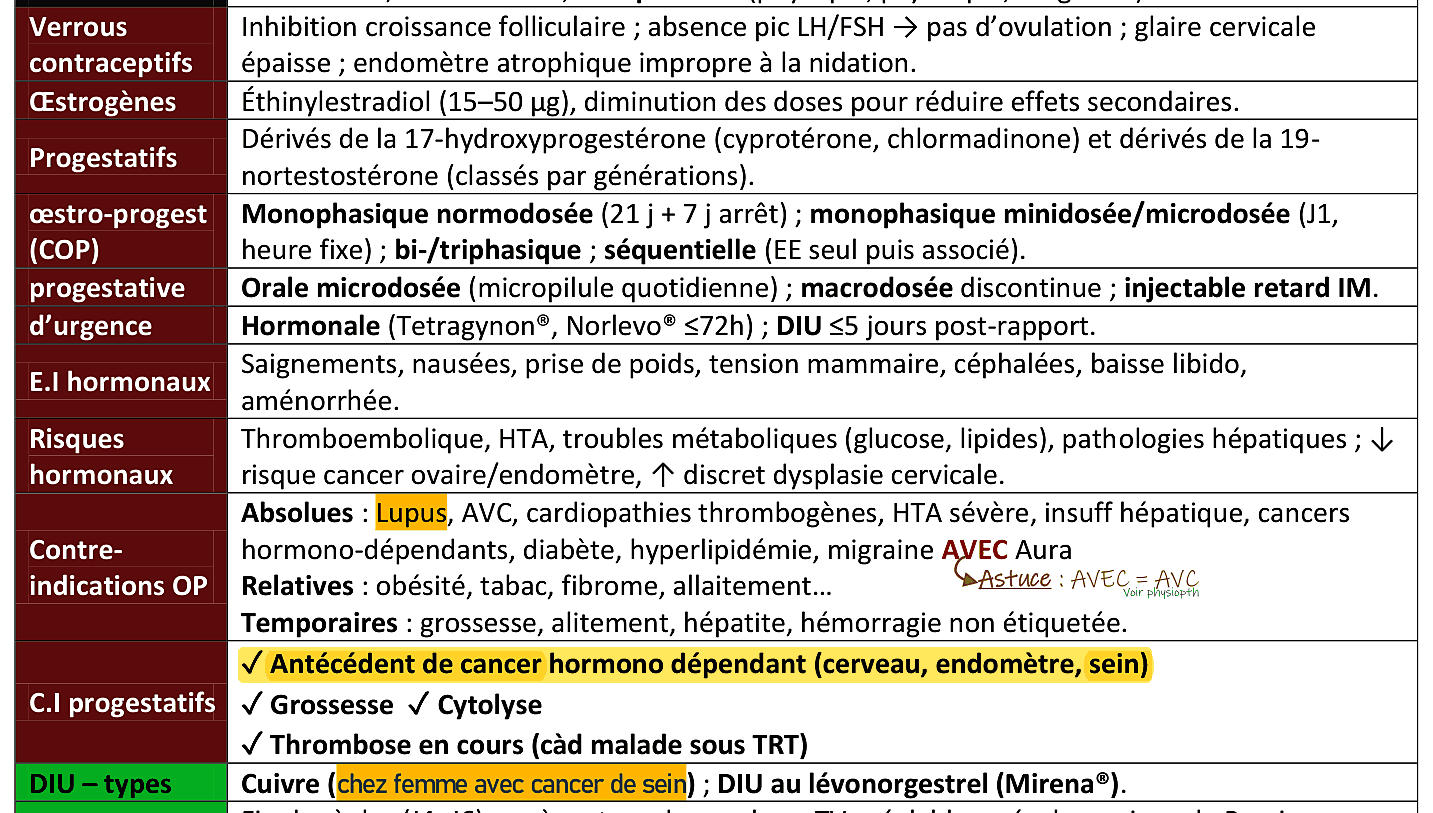 Verrous contraceptifs
Inhibition croissance folliculaire ; absence pic LH/FSH → pas d’ovulation ; glaire cervicale
épaisse ; endomètre atrophique impropre à la nidation.
Œstrogènes
Éthinylestradiol (15–50 µg), diminution des doses pour réduire effets secondaires.
Progestatifs
Dérivés de la 17-hydroxyprogestérone (cyprotérone, chlormadinone) et dérivés de la 19-
nortestostérone (classés par générations).
œstro-progest
(COP)
Monophasique normodosée (21 j + 7 j arrêt) ; monophasique minidosée/microdosée (J1,
heure fixe) ; bi-/triphasique ; séquentielle (EE seul puis associé).
progestative
Orale microdosée (micropilule quotidienne) ; macrodosée discontinue ; injectable retard IM.
d’urgence
Hormonale (Tetragynon®, Norlevo® ≤72h) ; DIU ≤5 jours post-rapport.
E.I hormonaux
Saignements, nausées, prise de poids, tension mammaire, céphalées, baisse libido,
aménorrhée.
Risques
hormonaux
Thromboembolique, HTA, troubles métaboliques (glucose, lipides), pathologies hépatiques ; ↓
risque cancer ovaire/endomètre, ↑ discret dysplasie cervicale.
Contre-
indications OP
Absolues : Lupus, AVC, cardiopathies thrombogènes, HTA sévère, insuff hépatique, cancers
hormono-dépendants, diabète, hyperlipidémie, migraine AVEC Aura
Astuce : AVEC = AVC
Voir physiopth
Relatives : obésité, tabac, fibrome, allaitement…
Temporaires : grossesse, alitement, hépatite, hémorragie non étiquetée.
C.I progestatifs
✓ Antécédent de cancer hormono dépendant (cerveau, endomètre, sein)
✓ Grossesse ✓ Cytolyse
✓ Thrombose en cours (càd malade sous TRT)
DIU – types
Cuivre (chez femme avec cancer de sein) ; DIU au lévonorgestrel (Mirena®).